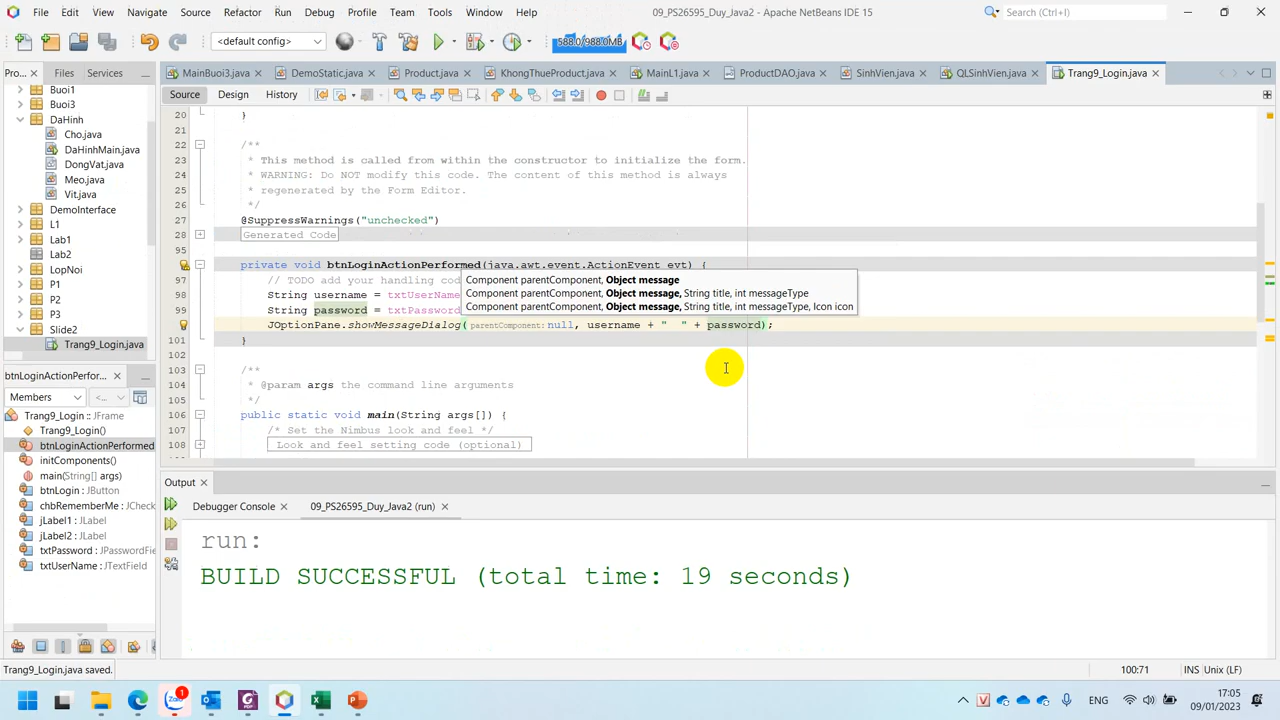 File Edit View Navigate Source Refactor Run Debug Profile Team Tools Window Help 09_PS26595_Duy_Java2 - Apache NetBeans IDE 15 Search (Ctrl+I)
<default config> 588.0/988.0MB
Pro... Files Services MainBuoi3.java DemoStatic.java Product.java KhongThueProduct.java MainL1.java ProductDAO.java SinhVien.java QLSinhVien.java Trang9_Login.java
Source Design History
Buoi1
Buoi3
DaHinh
Cho.java
DaHinhMain.java
DongVat.java
Meo.java
Vit.java
DemoInterface
L1
Lab1
Lab2
LopNoi
P1
P2
P3
Slide2
Trang9_Login.java
20 }
21
22 /**
23 * This method is called from within the constructor to initialize the form.
24 * WARNING: Do NOT modify this code. The content of this method is always
25 * regenerated by the Form Editor.
26 */
27 @SuppressWarnings("unchecked")
28 Generated Code
95
private void btnLoginActionPerformed(java.awt.event.ActionEvent evt) {
97 // TODO add your handling cod
98 String username = txtUserName
99 String password = txtPassword
JOptionPane.showMessageDialog(parentComponent: null, username + "  " + password);
101 }
102
103 /**
104 * @param args the command line arguments
105 */
106 public static void main(String args[]) {
107 /* Set the Nimbus look and feel */
108 Look and feel setting code (optional)
Component parentComponent, Object message
Component parentComponent, Object message, String title, int messageType
Component parentComponent, Object message, String title, int messageType, Icon icon
btnLoginActionPerfor...
Members <...
Trang9_Login :: JFrame
Trang9_Login()
btnLoginActionPerformed
initComponents()
main(String[] args)
btnLogin : JButton
chbRememberMe : JChec
jLabel1 : JLabel
jLabel2 : JLabel
txtPassword : JPasswordFie
txtUserName : JTextField
Output
Debugger Console 09_PS26595_Duy_Java2 (run)
run:
BUILD SUCCESSFUL (total time: 19 seconds)
Trang9_Login.java saved. 100:71 INS Unix (LF)
Zalo 1 ENG 17:05
09/01/2023